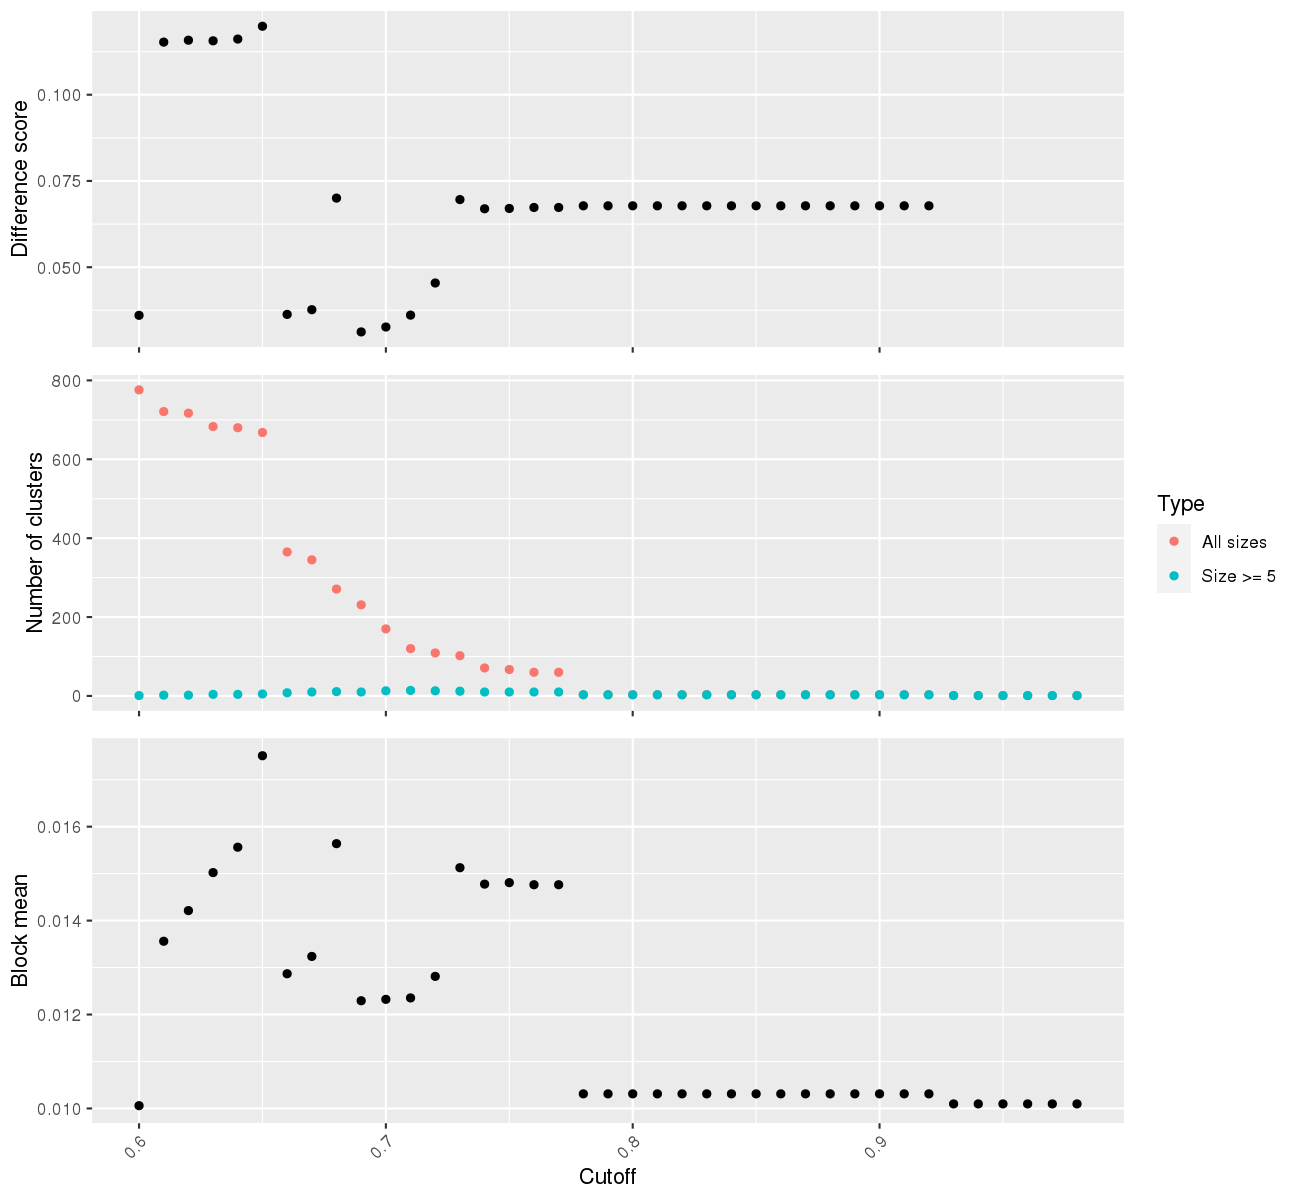 Difference score
0.100
0.075
0.050
Number of clusters
800
600
400
200
0
Type
All sizes
Size >= 5
Block mean
0.016
0.014
0.012
0.010
0.6
0.7
0.8
0.9
Cutoff